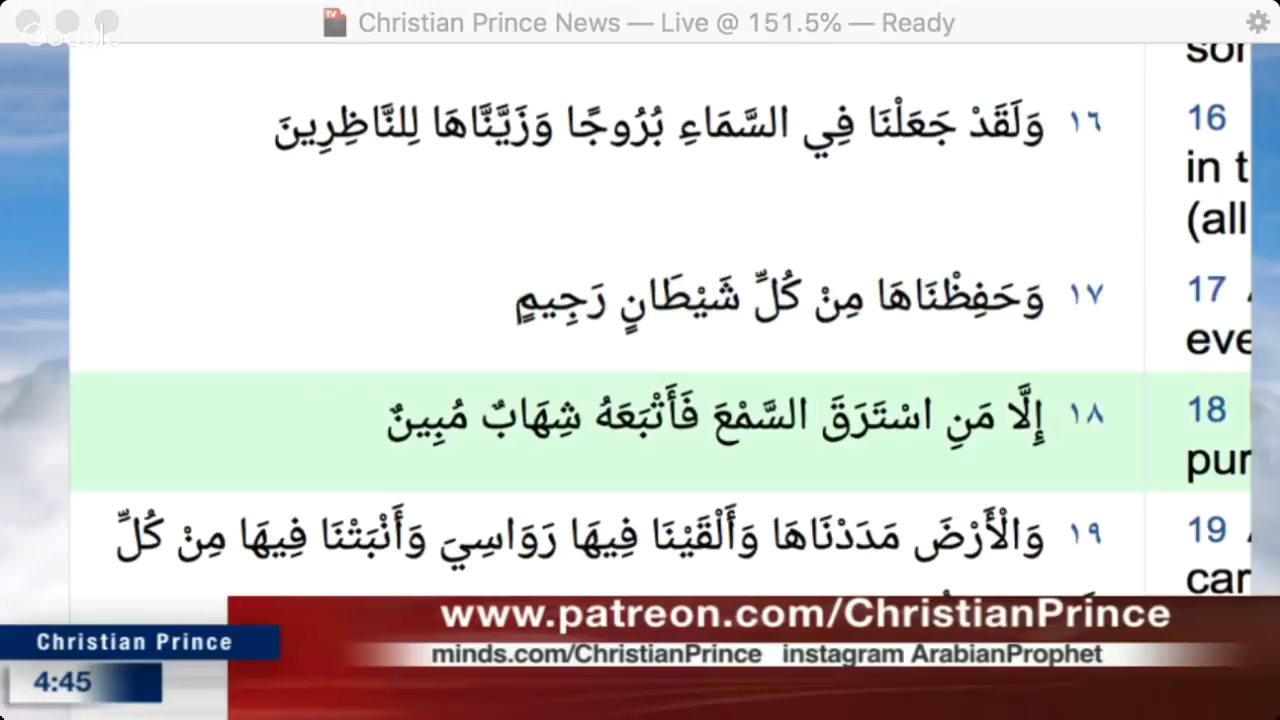 Christian Prince News — Live @ 151.5% — Ready
Google
وَلَقَدْ جَعَلْنَا فِي السَّمَاءِ بُرُوجًا وَزَيَّنَّاهَا لِلنَّاظِرِينَ ١٦
16
in t
(all
وَحَفِظْنَاهَا مِنْ كُلِّ شَيْطَانٍ رَجِيمٍ ١٧
17
eve
إِلَّا مَنِ اسْتَرَقَ السَّمْعَ فَأَتْبَعَهُ شِهَابٌ مُبِينٌ ١٨
18
pur
وَالْأَرْضَ مَدَدْنَاهَا وَأَلْقَيْنَا فِيهَا رَوَاسِيَ وَأَنْبَتْنَا فِيهَا مِنْ كُلِّ ١٩
19
car
www.patreon.com/ChristianPrince
Christian Prince
minds.com/ChristianPrince instagram ArabianProphet
4:45